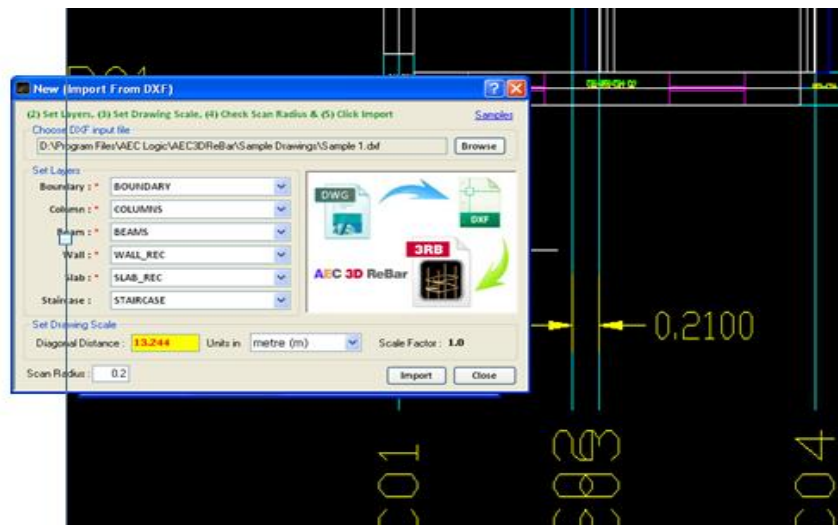 New (Import From DXF)
(2) Set Layers, (3) Set Drawing Scale, (4) Check Scan Radius & (5) Click Import
Samples
Choose DXF input file
D:\Program Files\AEC Logic\AEC3DReBar\Sample Drawings\Sample 1.dxf
Browse
Set Layers
Boundary : * BOUNDARY
Column : * COLUMNS
Beam : * BEAMS
Wall : * WALL_REC
Slab : * SLAB_REC
Staircase : STAIRCASE
DWG
DXF
3RB
AEC 3D ReBar
Set Drawing Scale
Diagonal Distance : 13.244 Units in metre (m) Scale Factor : 1.0
Scan Radius : 0.2 Import Close
0.2100
C01
C04